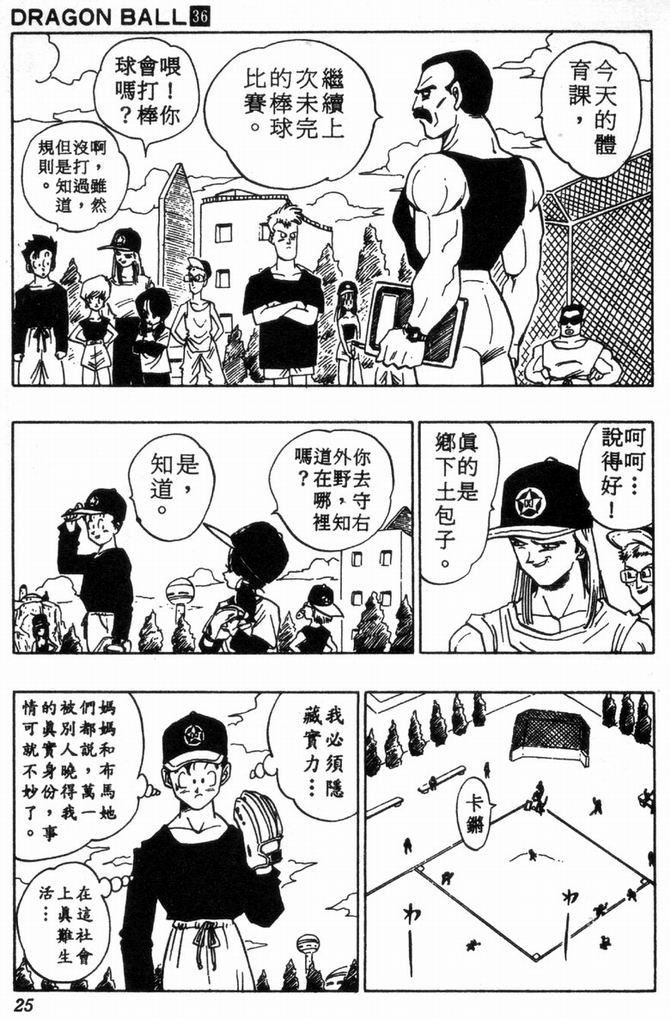 DRAGON BALL 36
今天的體
育課，
繼續上
次未完
的棒球
比賽。
喂！你
會打棒
球嗎？
啊，
沒打過，雖然
但是知道
規則。
呵呵…
說得好！
真的是
鄉下土包子。
你去守右
外野，知
道在哪裡
嗎？
是，
知道。
卡鏘
わ
わ
我必須隱
藏實力…
媽媽和布馬她
們都說，萬一
被別人曉得我
的真實身份，事
情可就不妙了。
在這社會
上真難生
活…
25